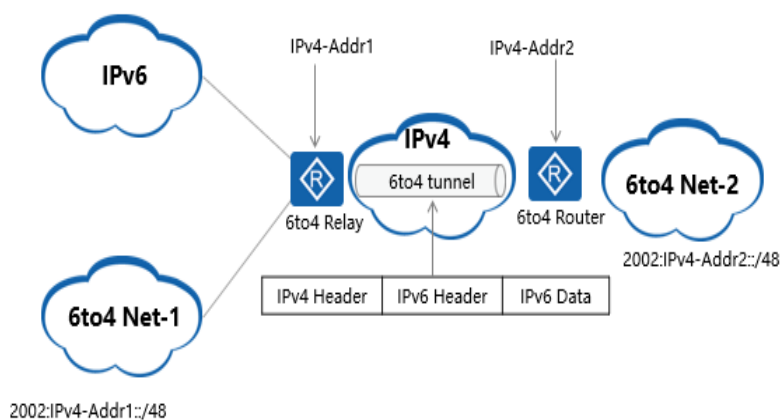 IPv4-Addr1
IPv4-Addr2
IPv6
IPv4
R
6to4 tunnel
R
6to4 Net-2
6to4 Relay
6to4 Router
2002:IPv4-Addr2::/48
IPv4 Header
IPv6 Header
IPv6 Data
6to4 Net-1
2002:IPv4-Addr1::/48